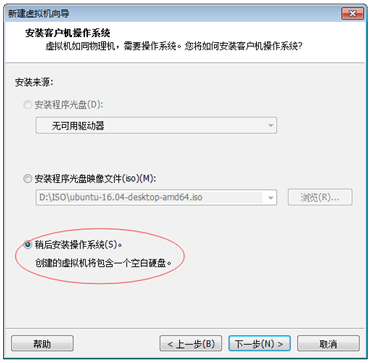 新建虚拟机向导
安装客户机操作系统
虚拟机如同物理机，需要操作系统。您将如何安装客户机操作系统?
安装来源:
安装程序光盘(D):
无可用驱动器
安装程序光盘映像文件(iso)(M):
D:\ISO\ubuntu-16.04-desktop-amd64.iso
浏览(R)...
稍后安装操作系统(S)。
创建的虚拟机将包含一个空白硬盘。
帮助
< 上一步(B)
下一步(N) >
取消